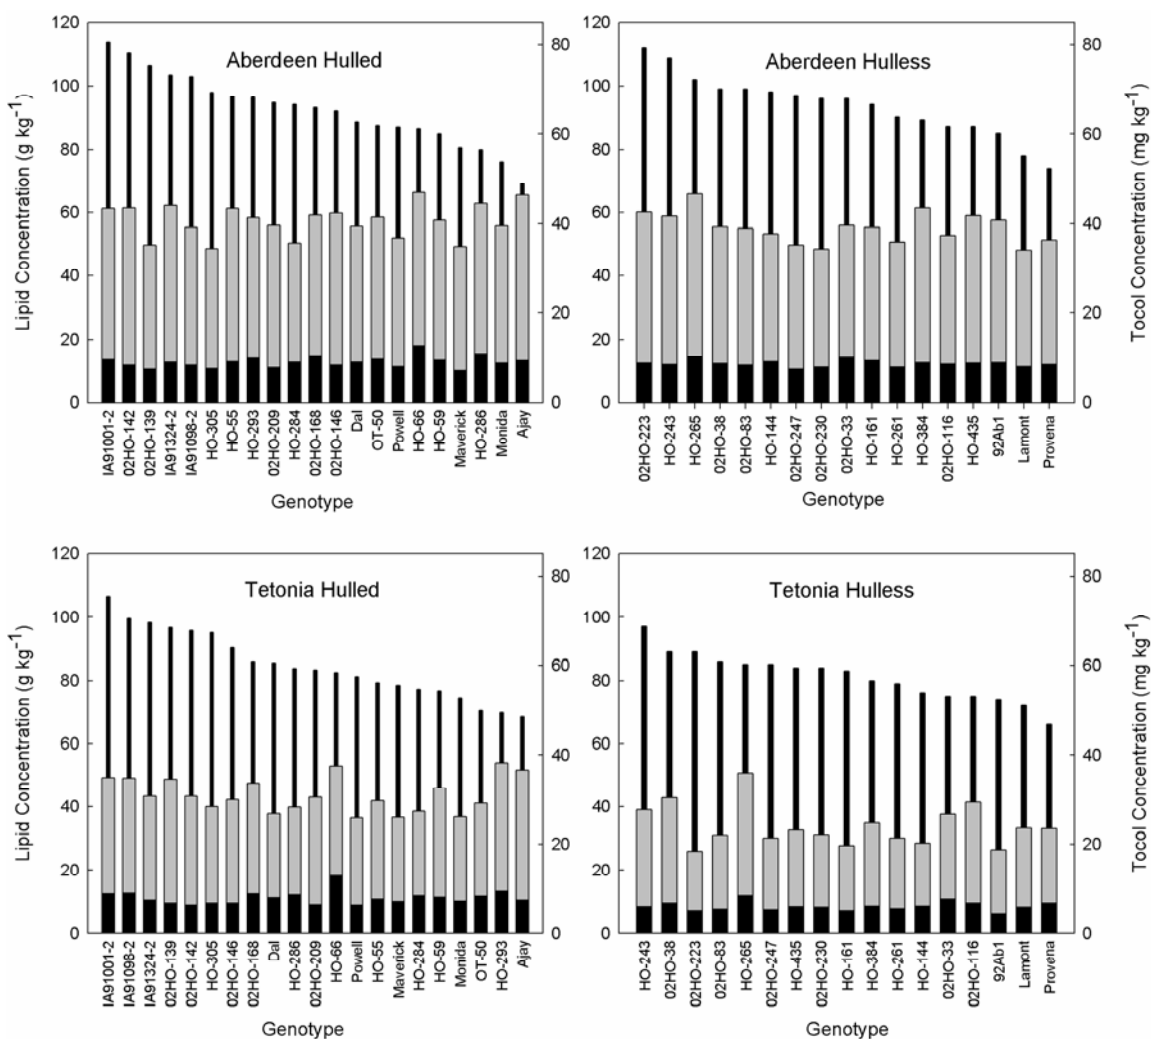 Aberdeen Hulled
Lipid Concentration (g kg⁻¹)
120
100
80
60
40
20
0
80
60
40
20
0
IA91001-2
02HO-142
02HO-139
IA91324-2
IA91098-2
HO-305
HO-55
HO-293
02HO-209
HO-284
02HO-168
02HO-146
Dal
OT-50
Powell
HO-66
HO-59
Maverick
HO-286
Monida
Ajay
Genotype
Aberdeen Hulless
120
100
80
60
40
20
0
80
60
40
20
0
Tocol Concentration (mg kg⁻¹)
02HO-223
HO-243
HO-265
02HO-38
02HO-83
HO-144
02HO-247
02HO-230
02HO-33
HO-161
HO-261
HO-384
02HO-116
HO-435
92Ab1
Lamont
Provena
Genotype
Tetonia Hulled
Lipid Concentration (g kg⁻¹)
120
100
80
60
40
20
0
80
60
40
20
0
IA91001-2
IA91098-2
IA91324-2
02HO-139
02HO-142
HO-305
02HO-146
02HO-168
Dal
HO-286
02HO-209
HO-66
Powell
HO-55
Maverick
HO-284
HO-59
Monida
OT-50
HO-293
Ajay
Genotype
Tetonia Hulless
120
100
80
60
40
20
0
80
60
40
20
0
Tocol Concentration (mg kg⁻¹)
HO-243
02HO-38
02HO-223
02HO-83
HO-265
02HO-247
HO-435
02HO-230
HO-161
HO-384
HO-261
HO-144
02HO-33
02HO-116
92Ab1
Lamont
Provena
Genotype